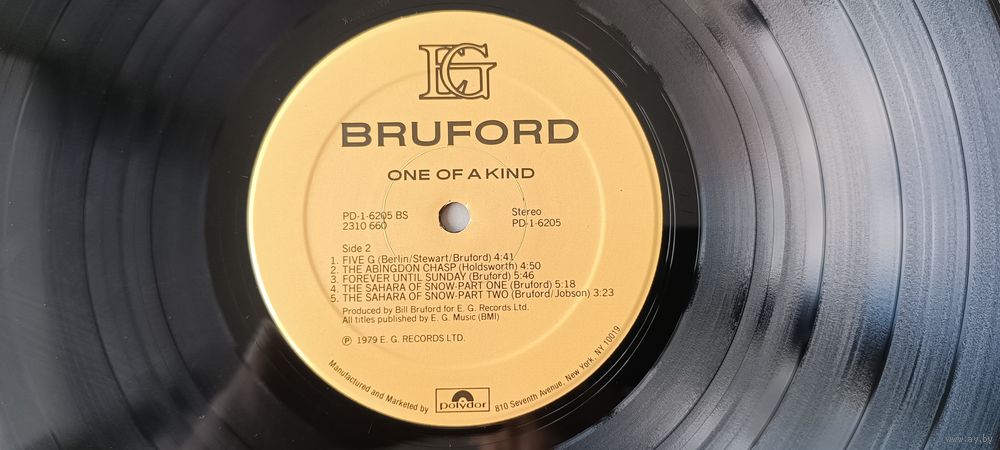 EG
BRUFORD
ONE OF A KIND
PD-1-6205 BS
2310 660
Stereo
PD-1-6205
Side 2
1. FIVE G (Berlin/Stewart/Bruford) 4:41
2. THE ABINGDON CHASP (Holdsworth) 4:50
3. FOREVER UNTIL SUNDAY (Bruford) 5:46
4. THE SAHARA OF SNOW-PART ONE (Bruford) 5:18
5. THE SAHARA OF SNOW-PART TWO (Bruford/Jobson) 3:23
Produced by Bill Bruford for E. G. Records Ltd.
All titles published by E. G. Music (BMI)
℗ 1979 E. G. RECORDS LTD.
Manufactured and Marketed by polydor 810 Seventh Avenue, New York, NY 10019
www.ay.by